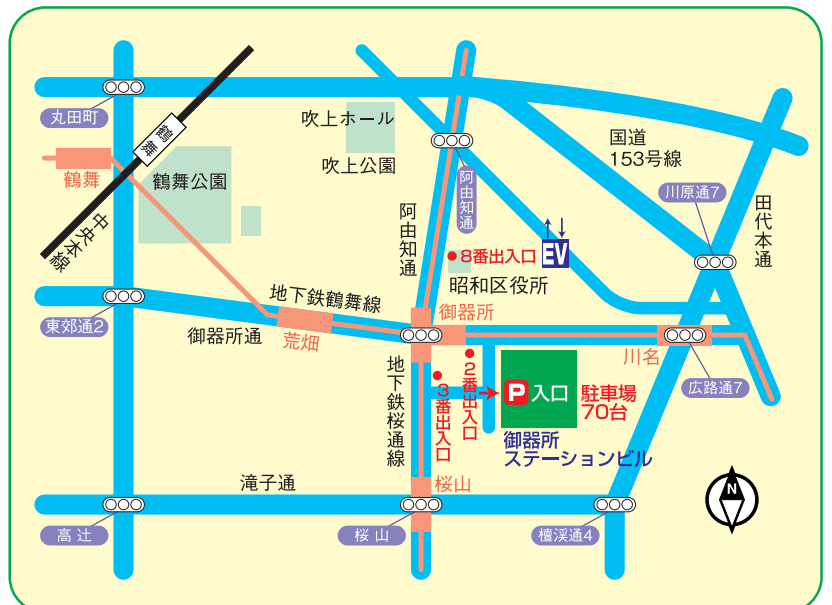 丸田町
鶴舞
鶴舞
中央本線
鶴舞公園
吹上ホール
吹上公園
阿由知通
阿由知通
国道
153号線
川原通7
田代本通
8番出入口
EV
昭和区役所
東郊通2
地下鉄鶴舞線
御器所通
荒畑
御器所
川名
広路通7
地下鉄桜通線
3番出入口
2番出入口
P入口
駐車場
70台
御器所
ステーションビル
滝子通
桜山
高辻
桜山
檀渓通4
N